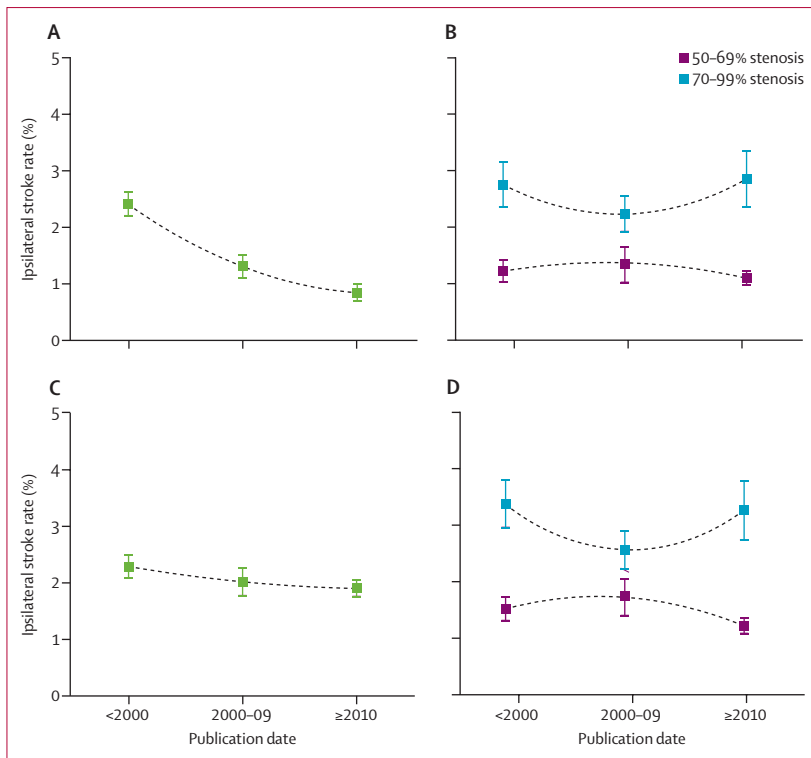 A
B
5
4
3
2
1
0
Ipsilateral stroke rate (%)
50–69% stenosis
70–99% stenosis
C
D
5
4
3
2
1
0
Ipsilateral stroke rate (%)
<2000
2000–09
≥2010
Publication date
<2000
2000–09
≥2010
Publication date